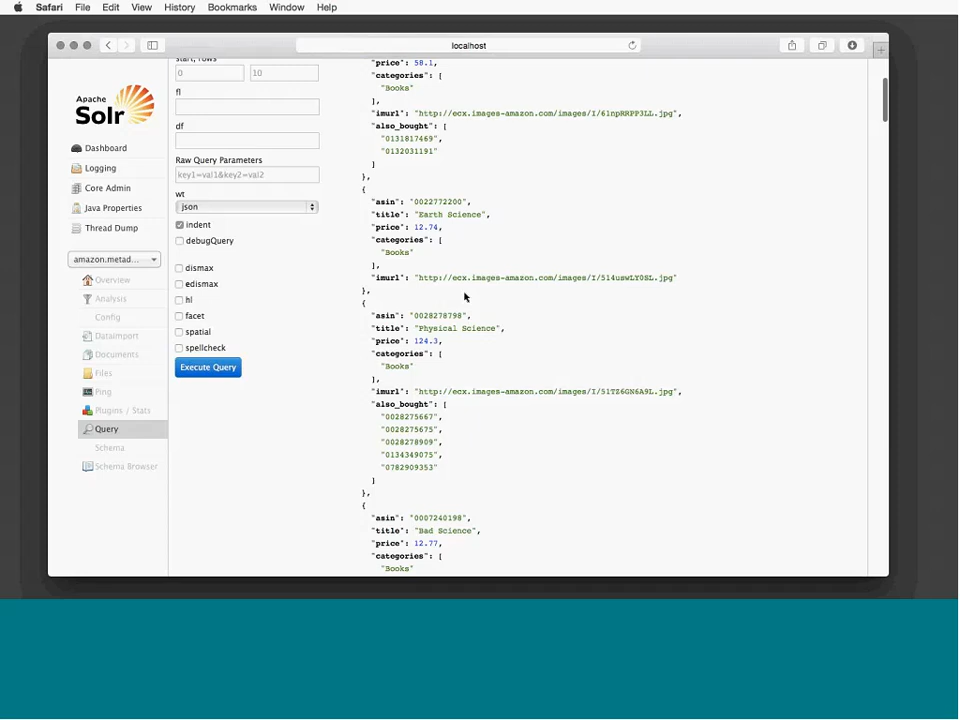 Safari File Edit View History Bookmarks Window Help
localhost
Apache
Solr
Dashboard
Logging
Core Admin
Java Properties
Thread Dump
amazon.metad...
Overview
Analysis
Config
Dataimport
Documents
Files
Ping
Plugins / Stats
Query
Schema
Schema Browser
start, rows
0 10
fl
df
Raw Query Parameters
key1=val1&key2=val2
wt
json
indent
debugQuery
dismax
edismax
hl
facet
spatial
spellcheck
Execute Query
"price": 58.1,
"categories": [
"Books"
],
"imurl": "http://ecx.images-amazon.com/images/I/61npRRPP3LL.jpg",
"also_bought": [
"0131817469",
"0132031191"
]
},
{
"asin": "0022772200",
"title": "Earth Science",
"price": 12.74,
"categories": [
"Books"
],
"imurl": "http://ecx.images-amazon.com/images/I/514uswLY0SL.jpg"
},
{
"asin": "0028278798",
"title": "Physical Science",
"price": 124.3,
"categories": [
"Books"
],
"imurl": "http://ecx.images-amazon.com/images/I/51TZ6GN6A9L.jpg",
"also_bought": [
"0028275667",
"0028275675",
"0028278909",
"0134349075",
"0782909353"
]
},
{
"asin": "0007240198",
"title": "Bad Science",
"price": 12.77,
"categories": [
"Books"